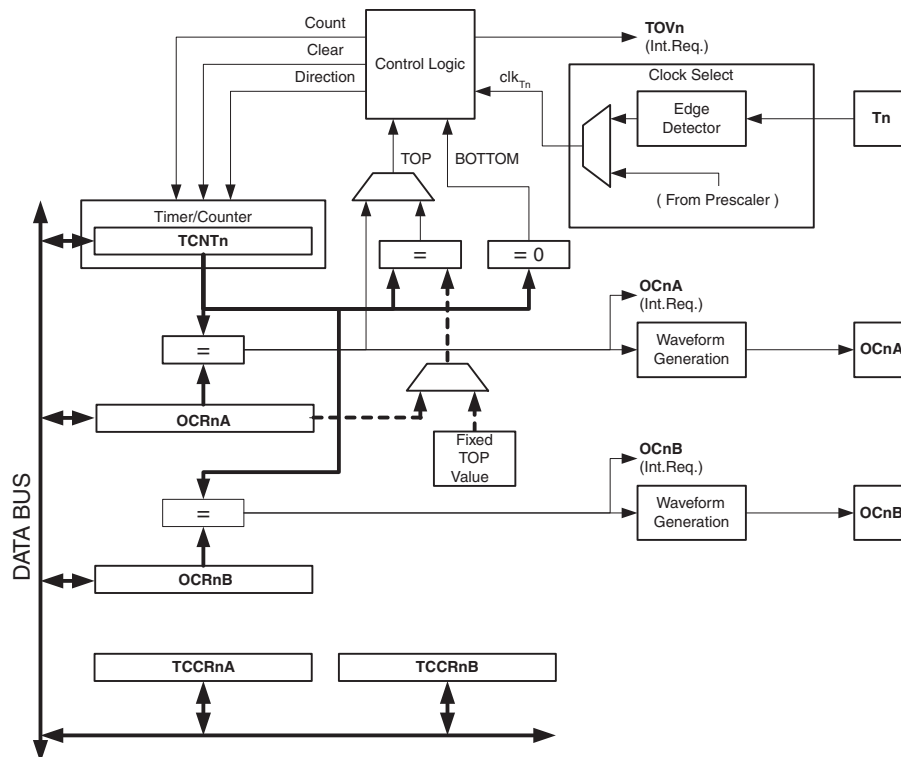 Count
Clear
Direction
Control Logic
TOVn
(Int.Req.)
clkTn
Clock Select
Edge
Detector
Tn
( From Prescaler )
TOP
BOTTOM
Timer/Counter
TCNTn
=
= 0
OCnA
(Int.Req.)
=
Waveform
Generation
OCnA
OCRnA
Fixed
TOP
Value
OCnB
(Int.Req.)
=
Waveform
Generation
OCnB
OCRnB
DATA BUS
TCCRnA
TCCRnB